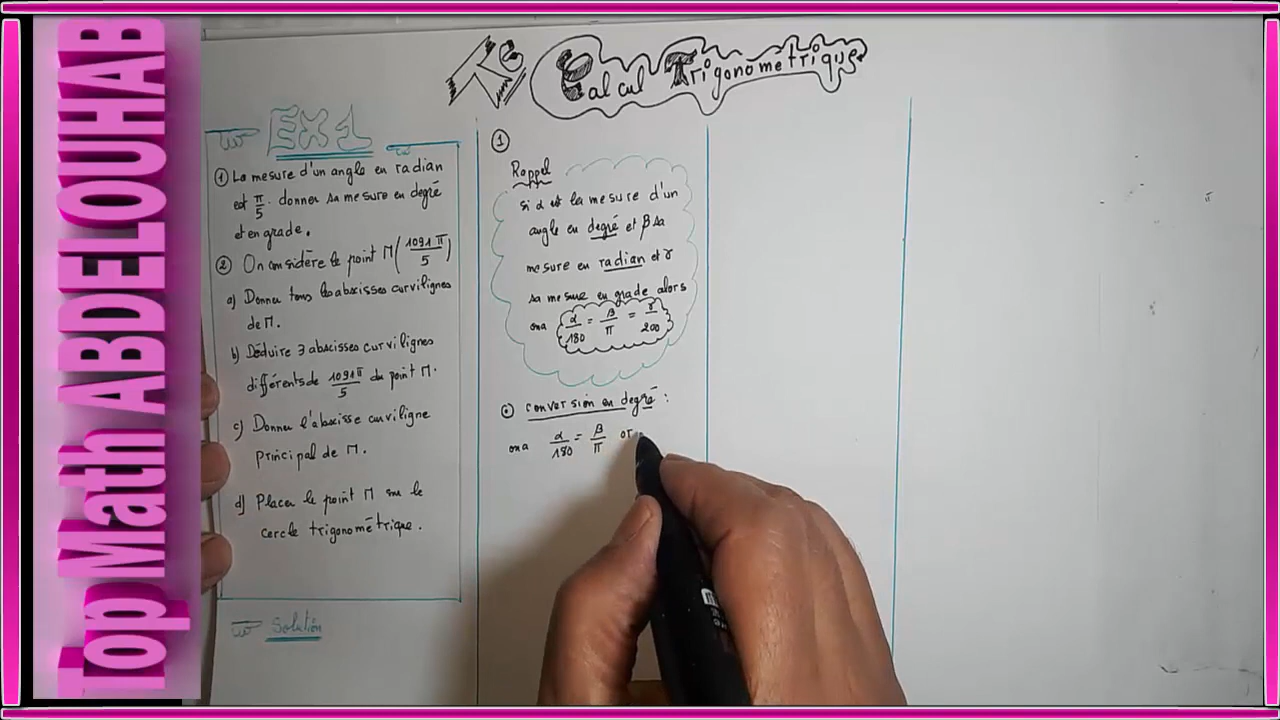 Top Math ABDELOUHAB
Tc
Calcul Trigonométrique
EX1
① La mesure d'un angle en radian
est π/5. donner sa mesure en degré
et en grade.
② On considère le point M(1091π/5)
a) Donner tous les abscisses curvilignes
de M.
b) Déduire 3 abscisses curvilignes
différents de 1091π/5 du point M.
c) Donner l'abscisse curviligne
principal de M.
d) Placer le point M sur le
cercle trigonométrique.
Solution
①
Rappel
si α est la mesure d'un
angle en degré et β sa
mesure en radian et γ
sa mesure en grade alors
ona α/180 = β/π = γ/200
conversion en degré :
ona α/180 = β/π or